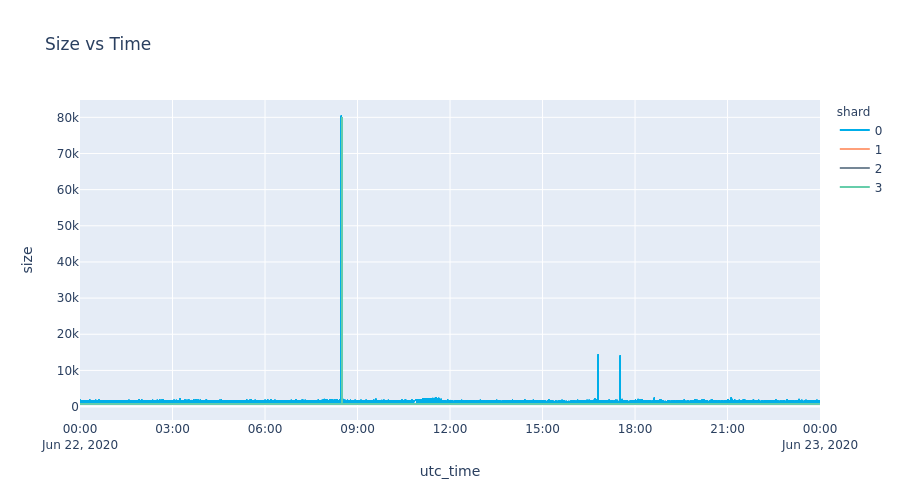 Size vs Time
shard
0
1
2
3
80k
70k
60k
50k
40k
30k
20k
10k
0
size
00:00
Jun 22, 2020
03:00
06:00
09:00
12:00
15:00
18:00
21:00
00:00
Jun 23, 2020
utc_time